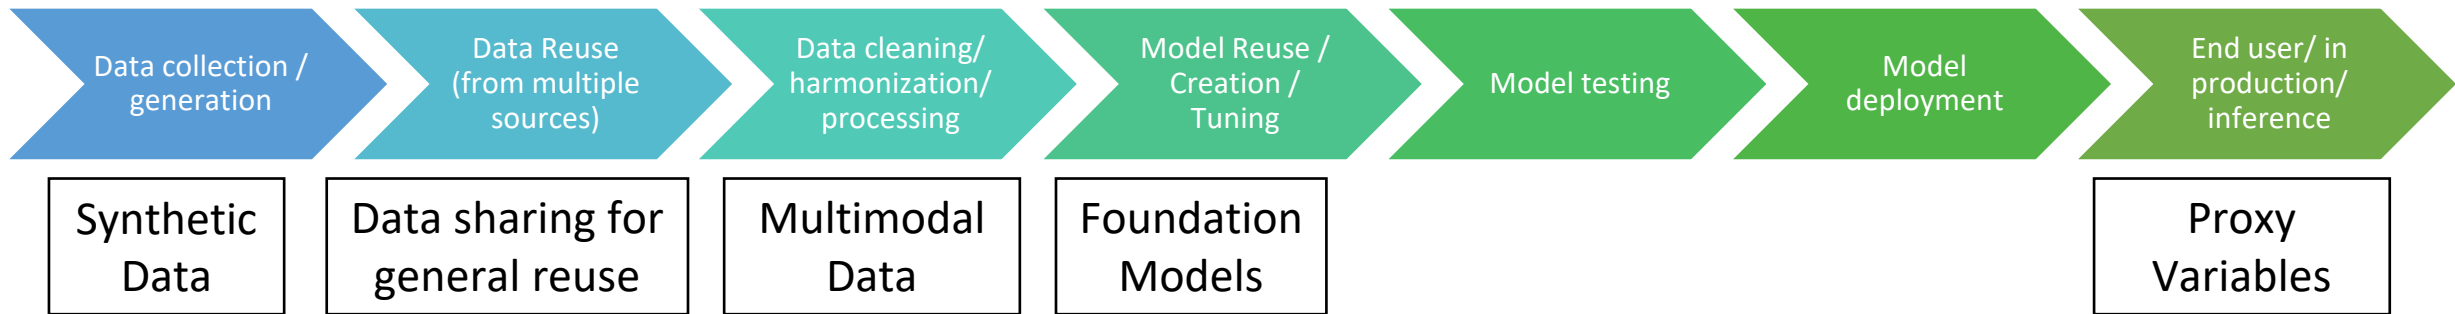 Data collection /
generation
Data Reuse
(from multiple
sources)
Data cleaning/
harmonization/
processing
Model Reuse /
Creation /
Tuning
Model testing
Model
deployment
End user/ in
production/
inference
Synthetic
Data
Data sharing for
general reuse
Multimodal
Data
Foundation
Models
Proxy
Variables